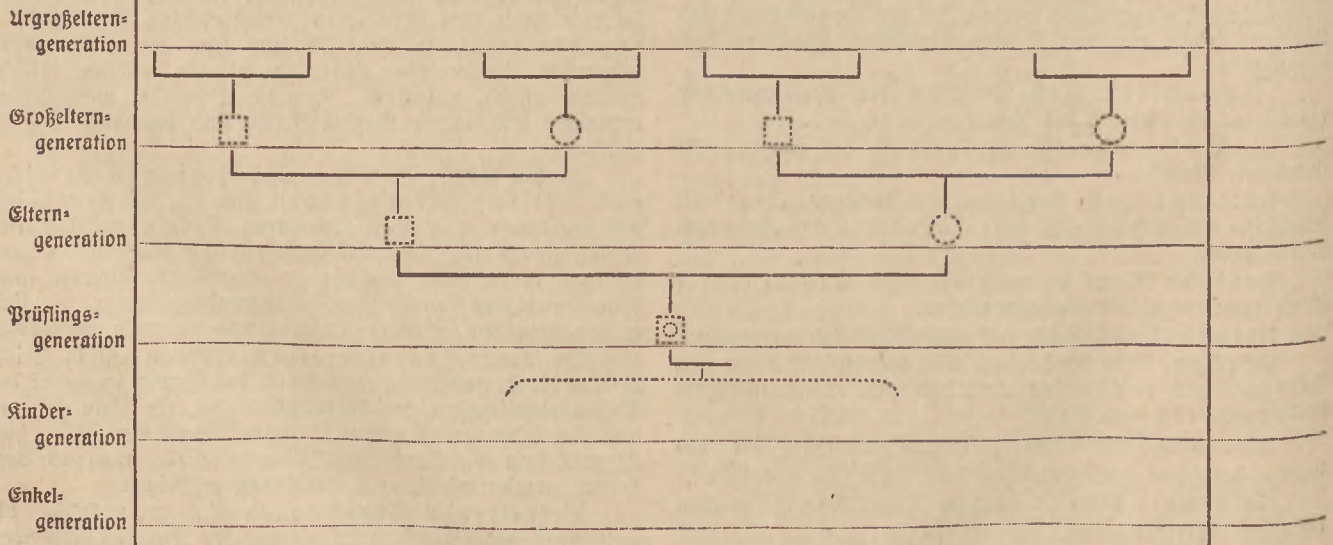 Urgroßeltern=
generation
Großeltern=
generation
Eltern=
generation
Prüflings=
generation
Kinder=
generation
Enkel=
generation